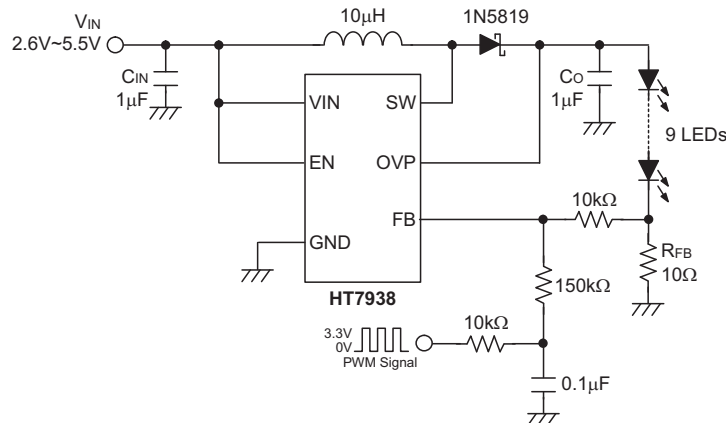 VIN
2.6V~5.5V
10μH
1N5819
CIN
1μF
CO
1μF
VIN
SW
EN
OVP
9 LEDs
FB
10kΩ
GND
RFB
10Ω
HT7938
150kΩ
10kΩ
3.3V
0V
PWM Signal
0.1μF